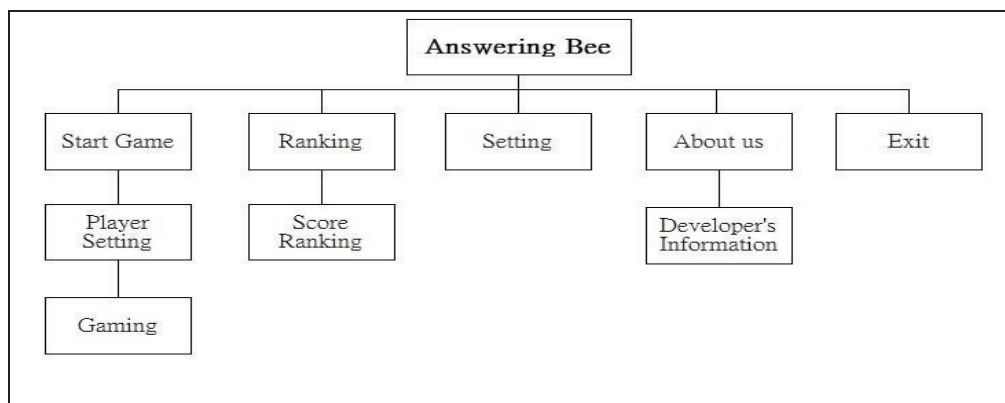 Answering Bee
Start Game
Ranking
Setting
About us
Exit
Player
Setting
Score
Ranking
Developer's
Information
Gaming